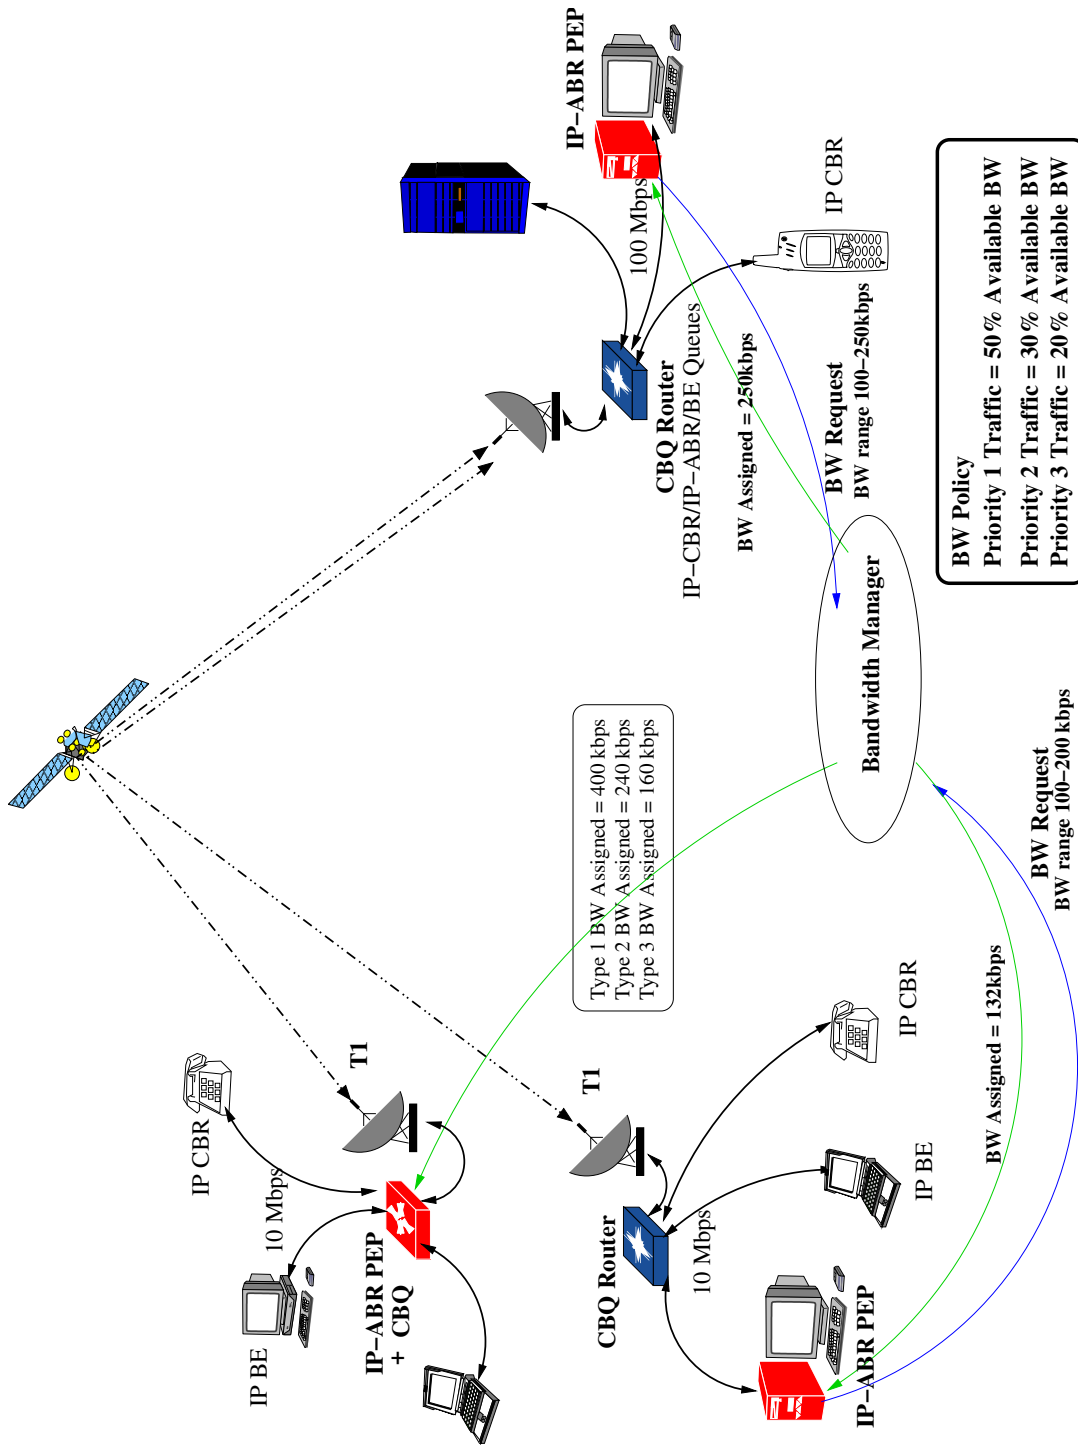 IP CBR
10 Mbps
IP BE
IP−ABR PEP
+ CBQ
T1
T1
CBQ Router
10 Mbps
IP−ABR PEP
IP BE
IP CBR
Type 1 BW Assigned = 400 kbps
Type 2 BW Assigned = 240 kbps
Type 3 BW Assigned = 160 kbps
BW Assigned = 132kbps
BW Request
BW range 100−200 kbps
Bandwidth Manager
CBQ Router
IP−CBR/IP−ABR/BE Queues
BW Assigned = 250kbps
BW Request
BW range 100−250kbps
100 Mbps
IP−ABR PEP
IP CBR
BW Policy
Priority 1 Traffic = 50% Available BW
Priority 2 Traffic = 30% Available BW
Priority 3 Traffic = 20% Available BW